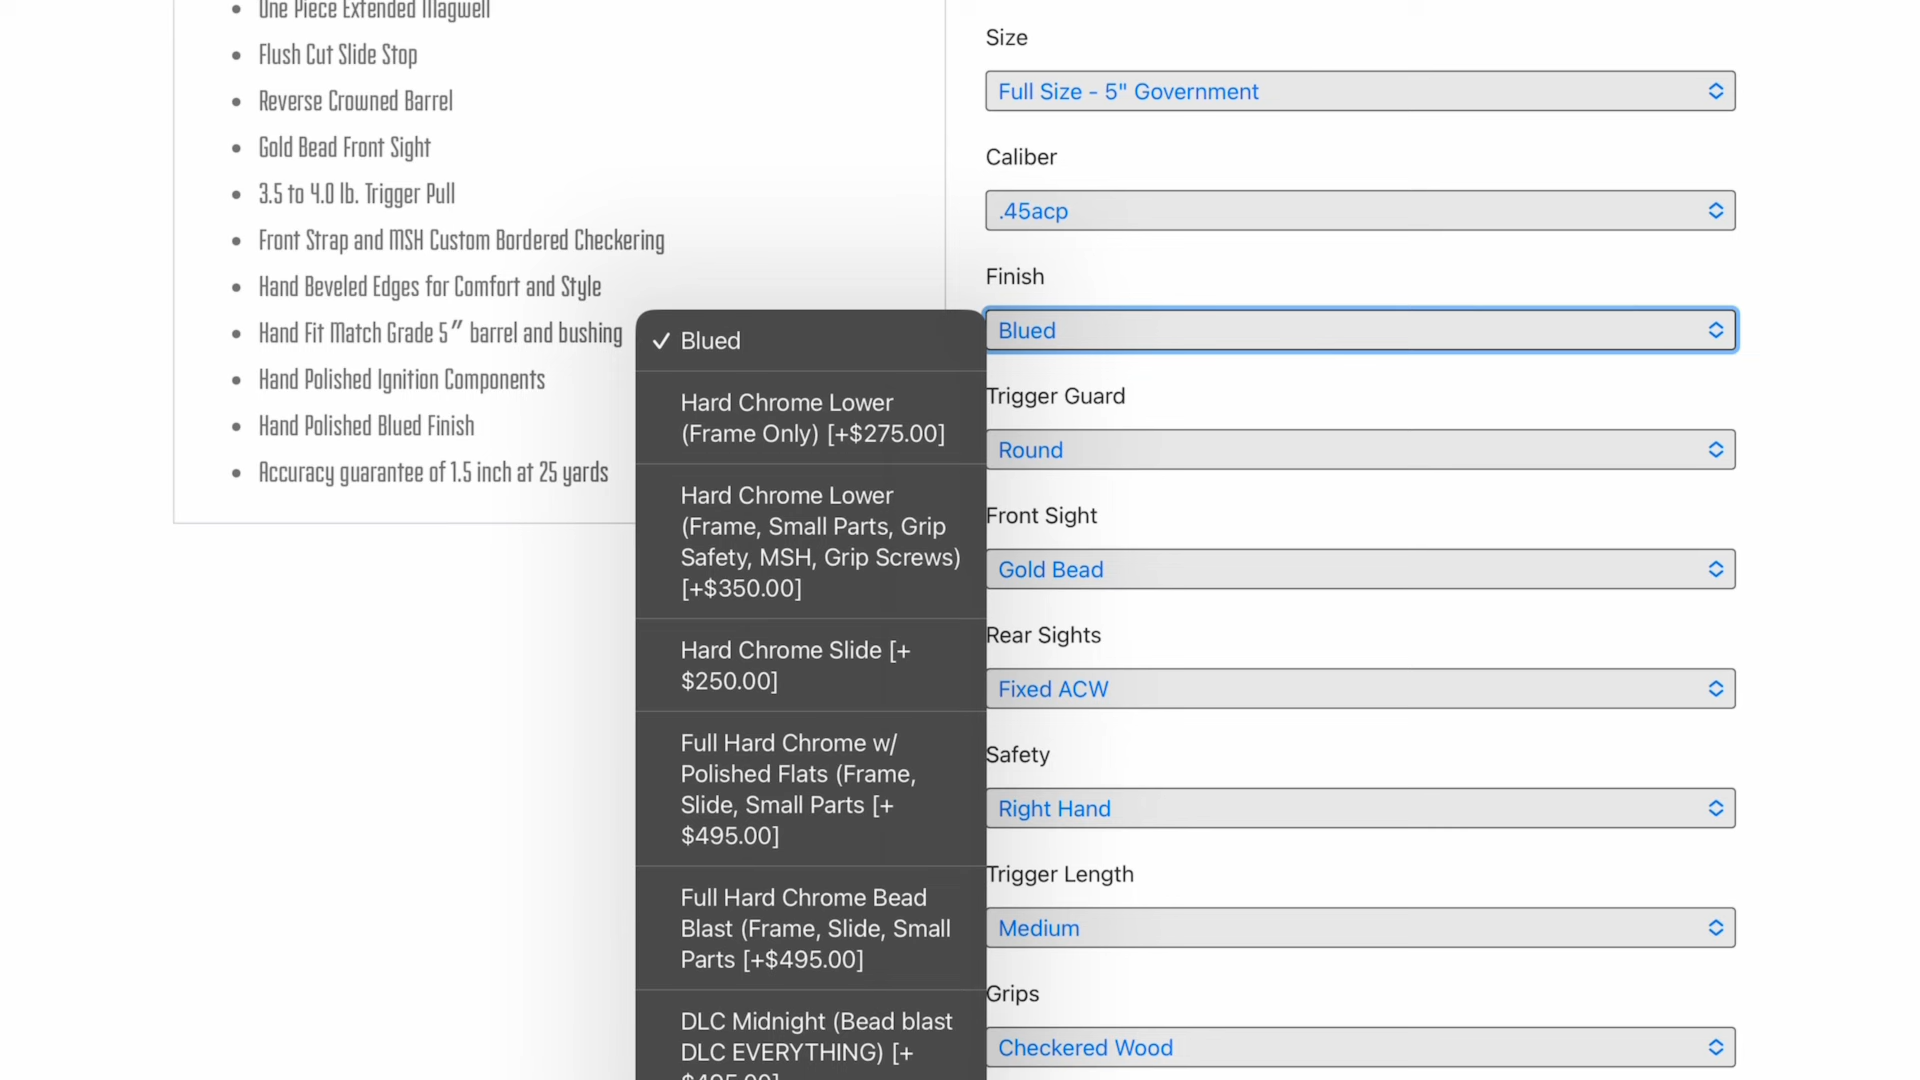 One Piece Extended Magwell
Flush Cut Slide Stop
Reverse Crowned Barrel
Gold Bead Front Sight
3.5 to 4.0 lb. Trigger Pull
Front Strap and MSH Custom Bordered Checkering
Hand Beveled Edges for Comfort and Style
Hand Fit Match Grade 5″ barrel and bushing
Hand Polished Ignition Components
Hand Polished Blued Finish
Accuracy guarantee of 1.5 inch at 25 yards
✓ Blued
Hard Chrome Lower
(Frame Only) [+$275.00]
Hard Chrome Lower
(Frame, Small Parts, Grip
Safety, MSH, Grip Screws)
[+$350.00]
Hard Chrome Slide [+
$250.00]
Full Hard Chrome w/
Polished Flats (Frame,
Slide, Small Parts [+
$495.00]
Full Hard Chrome Bead
Blast (Frame, Slide, Small
Parts [+$495.00]
DLC Midnight (Bead blast
DLC EVERYTHING) [+
$495.00]
Size
Full Size - 5" Government
Caliber
.45acp
Finish
Blued
Trigger Guard
Round
Front Sight
Gold Bead
Rear Sights
Fixed ACW
Safety
Right Hand
Trigger Length
Medium
Grips
Checkered Wood